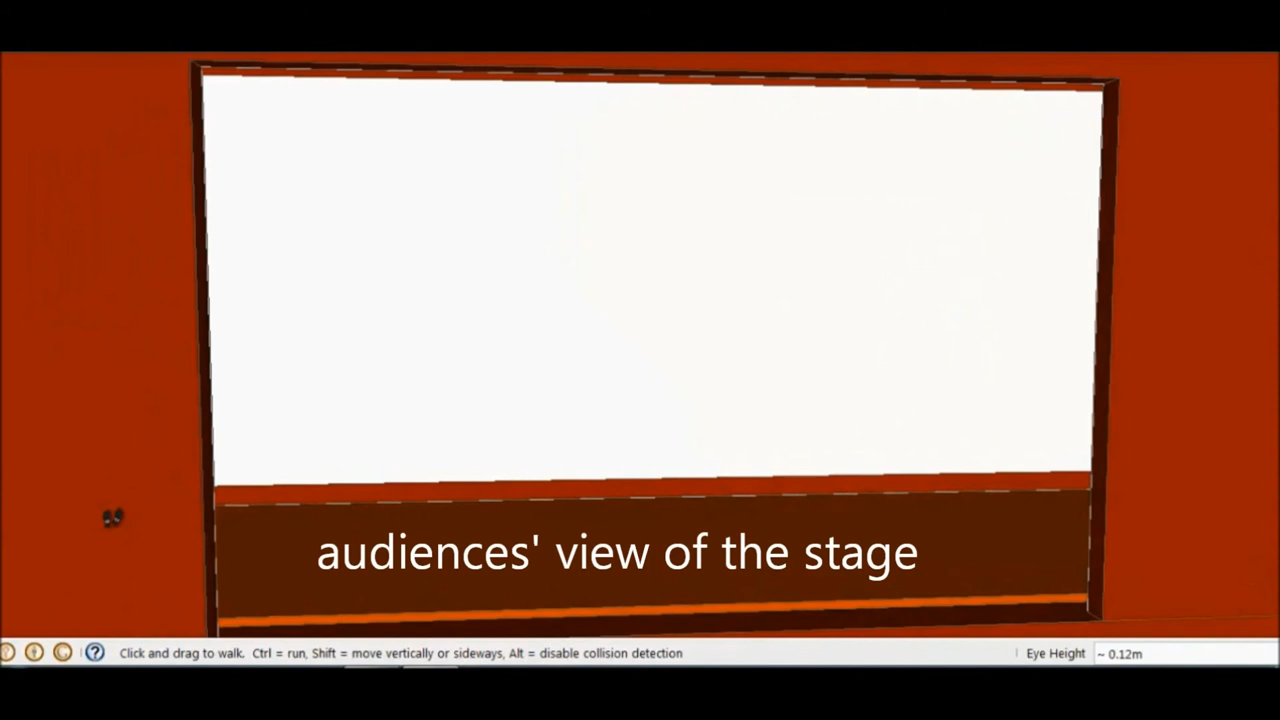 audiences' view of the stage
Click and drag to walk. Ctrl = run, Shift = move vertically or sideways, Alt = disable collision detection
Eye Height ~ 0.12m